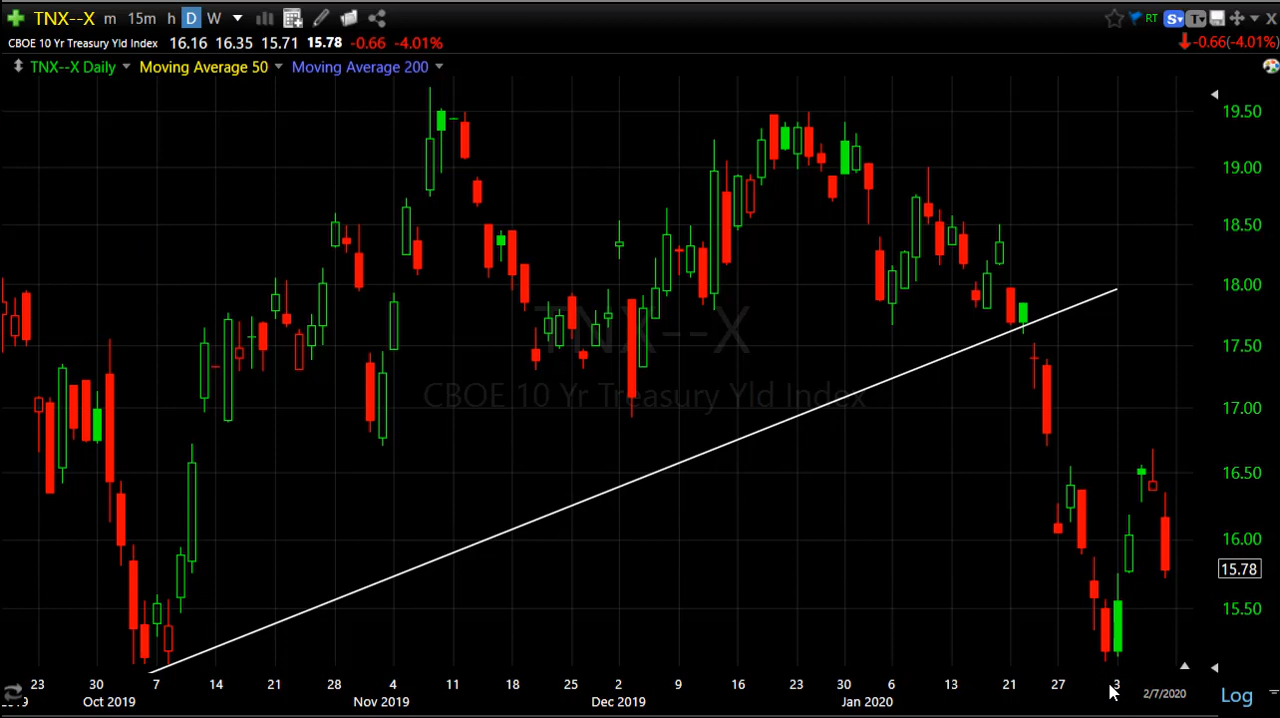 TNX--X m 15m h D W RT S T X
CBOE 10 Yr Treasury Yld Index 16.16 16.35 15.71 15.78 -0.66 -4.01% -0.66(-4.01%)
TNX--X Daily Moving Average 50 Moving Average 200
19.50
19.00
18.50
18.00
TNX--X
17.50
CBOE 10 Yr Treasury Yld Index
17.00
16.50
16.00
15.78
15.50
23 30 7 14 21 28 4 11 18 25 2 9 16 23 30 6 13 21 27 3 2/7/2020
Oct 2019 Nov 2019 Dec 2019 Jan 2020 Log